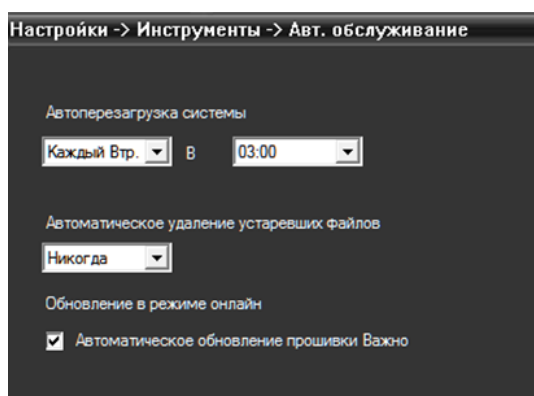 Настройки -> Инструменты -> Авт. обслуживание
Автоперезагрузка системы
Каждый Втр. В 03:00
Автоматическое удаление устаревших файлов
Никогда
Обновление в режиме онлайн
Автоматическое обновление прошивки Важно